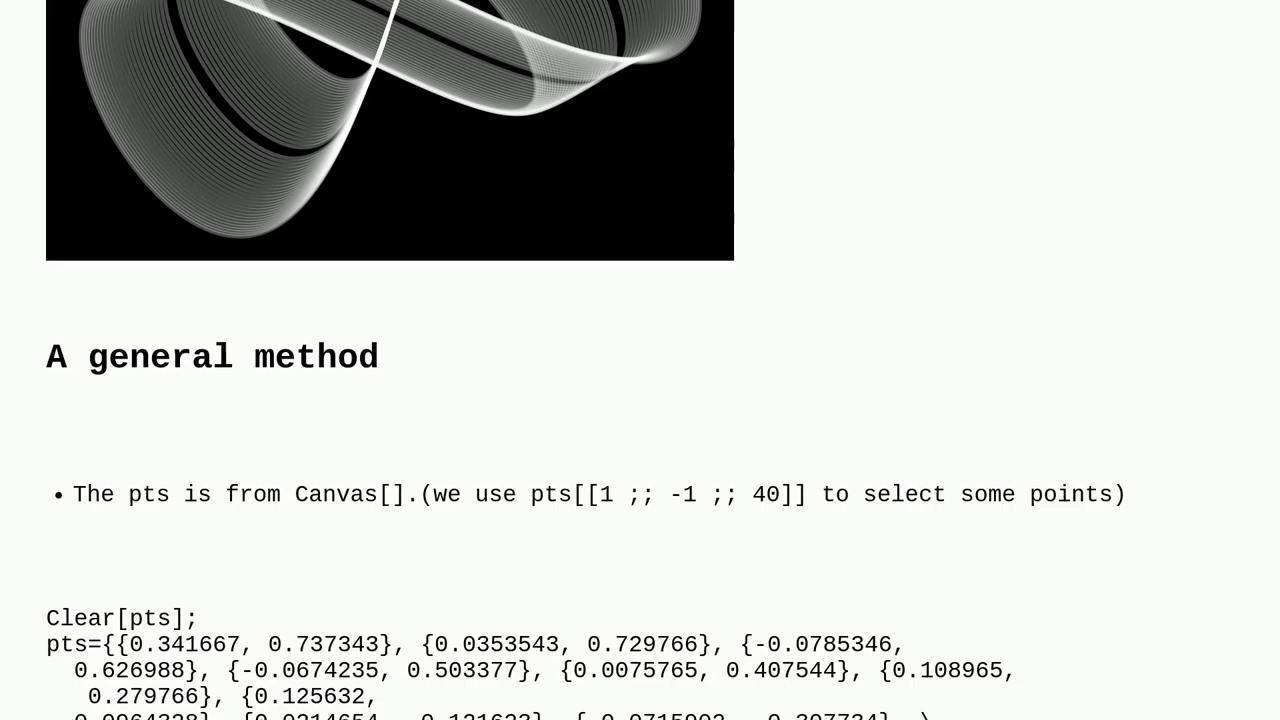 A general method
• The pts is from Canvas[].(we use pts[[1 ;; -1 ;; 40]] to select some points)
Clear[pts];
pts={{0.341667, 0.737343}, {0.0353543, 0.729766}, {-0.0785346,
0.626988}, {-0.0674235, 0.503377}, {0.0075765, 0.407544}, {0.108965,
0.279766}, {0.125632,